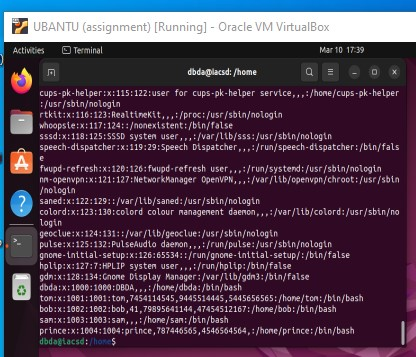 UBANTU (assignment) [Running] - Oracle VM VirtualBox
Activities Terminal Mar 10 17:39
dbda@lacsd: /home
cups-pk-helper:x:115:122:user for cups-pk-helper service,,,:/home/cups-pk-helper
:/usr/sbin/nologin
rtkit:x:116:123:RealtimeKit,,,:/proc:/usr/sbin/nologin
whoopsie:x:117:124::/nonexistent:/bin/false
sssd:x:118:125:SSSD system user,,,:/var/lib/sss:/usr/sbin/nologin
speech-dispatcher:x:119:29:Speech Dispatcher,,,:/run/speech-dispatcher:/bin/fals
e
fwupd-refresh:x:120:126:fwupd-refresh user,,,:/run/systemd:/usr/sbin/nologin
nm-openvpn:x:121:127:NetworkManager OpenVPN,,,:/var/lib/openvpn/chroot:/usr/sbin
/nologin
saned:x:122:129::/var/lib/saned:/usr/sbin/nologin
colord:x:123:130:colord colour management daemon,,,:/var/lib/colord:/usr/sbin/no
login
geoclue:x:124:131::/var/lib/geoclue:/usr/sbin/nologin
pulse:x:125:132:PulseAudio daemon,,,:/run/pulse:/usr/sbin/nologin
gnome-initial-setup:x:126:65534::/run/gnome-initial-setup/:/bin/false
hplip:x:127:7:HPLIP system user,,,:/run/hplip:/bin/false
gdm:x:128:134:Gnome Display Manager:/var/lib/gdm3:/bin/false
dbda:x:1000:1000:DBDA,,,:/home/dbda:/bin/bash
tom:x:1001:1001:tom,7454114545,9445514445,5445656565:/home/tom:/bin/bash
bob:x:1002:1002:bob,41,79895641144,47454512167:/home/bob:/bin/bash
sam:x:1003:1003:sam,,,:/home/sam:/bin/bash
prince:x:1004:1004:prince,787446565,4546564564,:/home/prince:/bin/bash
dbda@lacsd:/home$